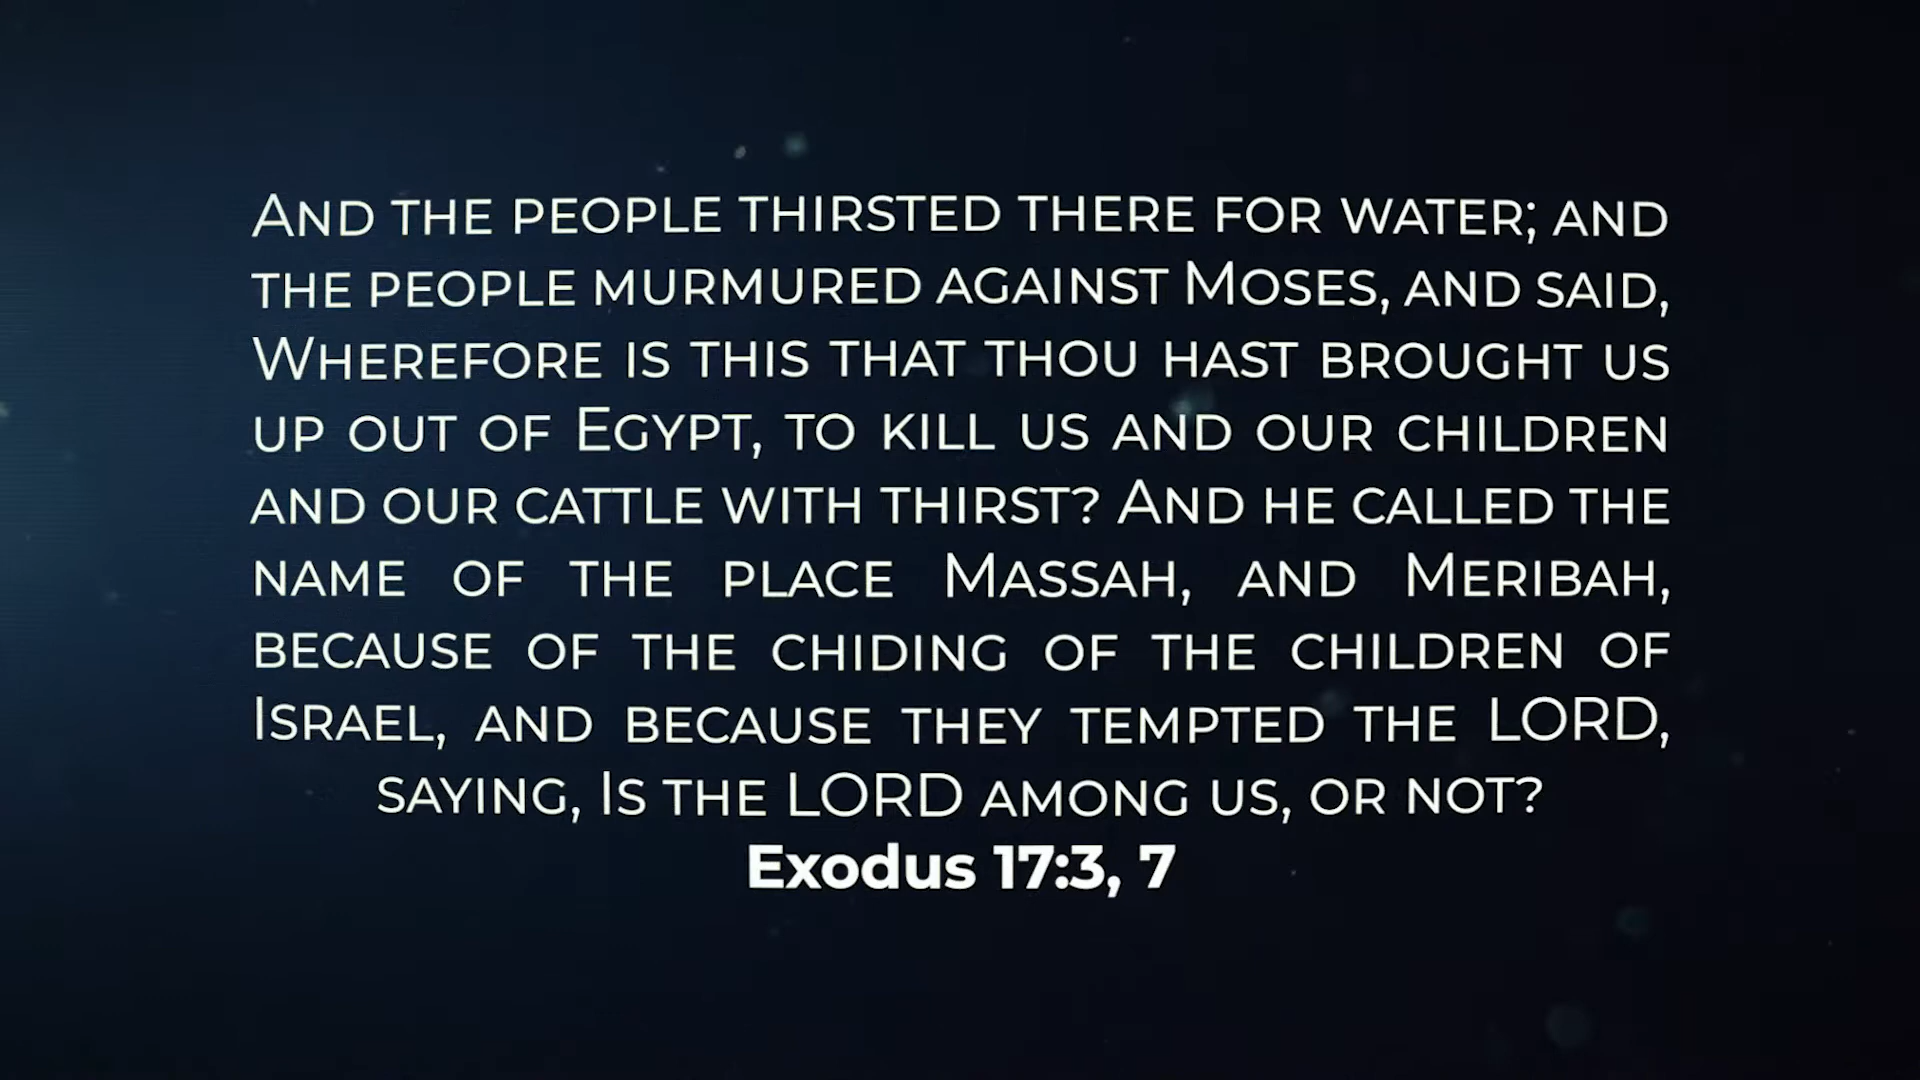 And the people thirsted there for water; and
the people murmured against Moses, and said,
Wherefore is this that thou hast brought us
up out of Egypt, to kill us and our children
and our cattle with thirst? And he called the
name of the place Massah, and Meribah,
because of the chiding of the children of
Israel, and because they tempted the LORD,
saying, Is the LORD among us, or not?
Exodus 17:3, 7